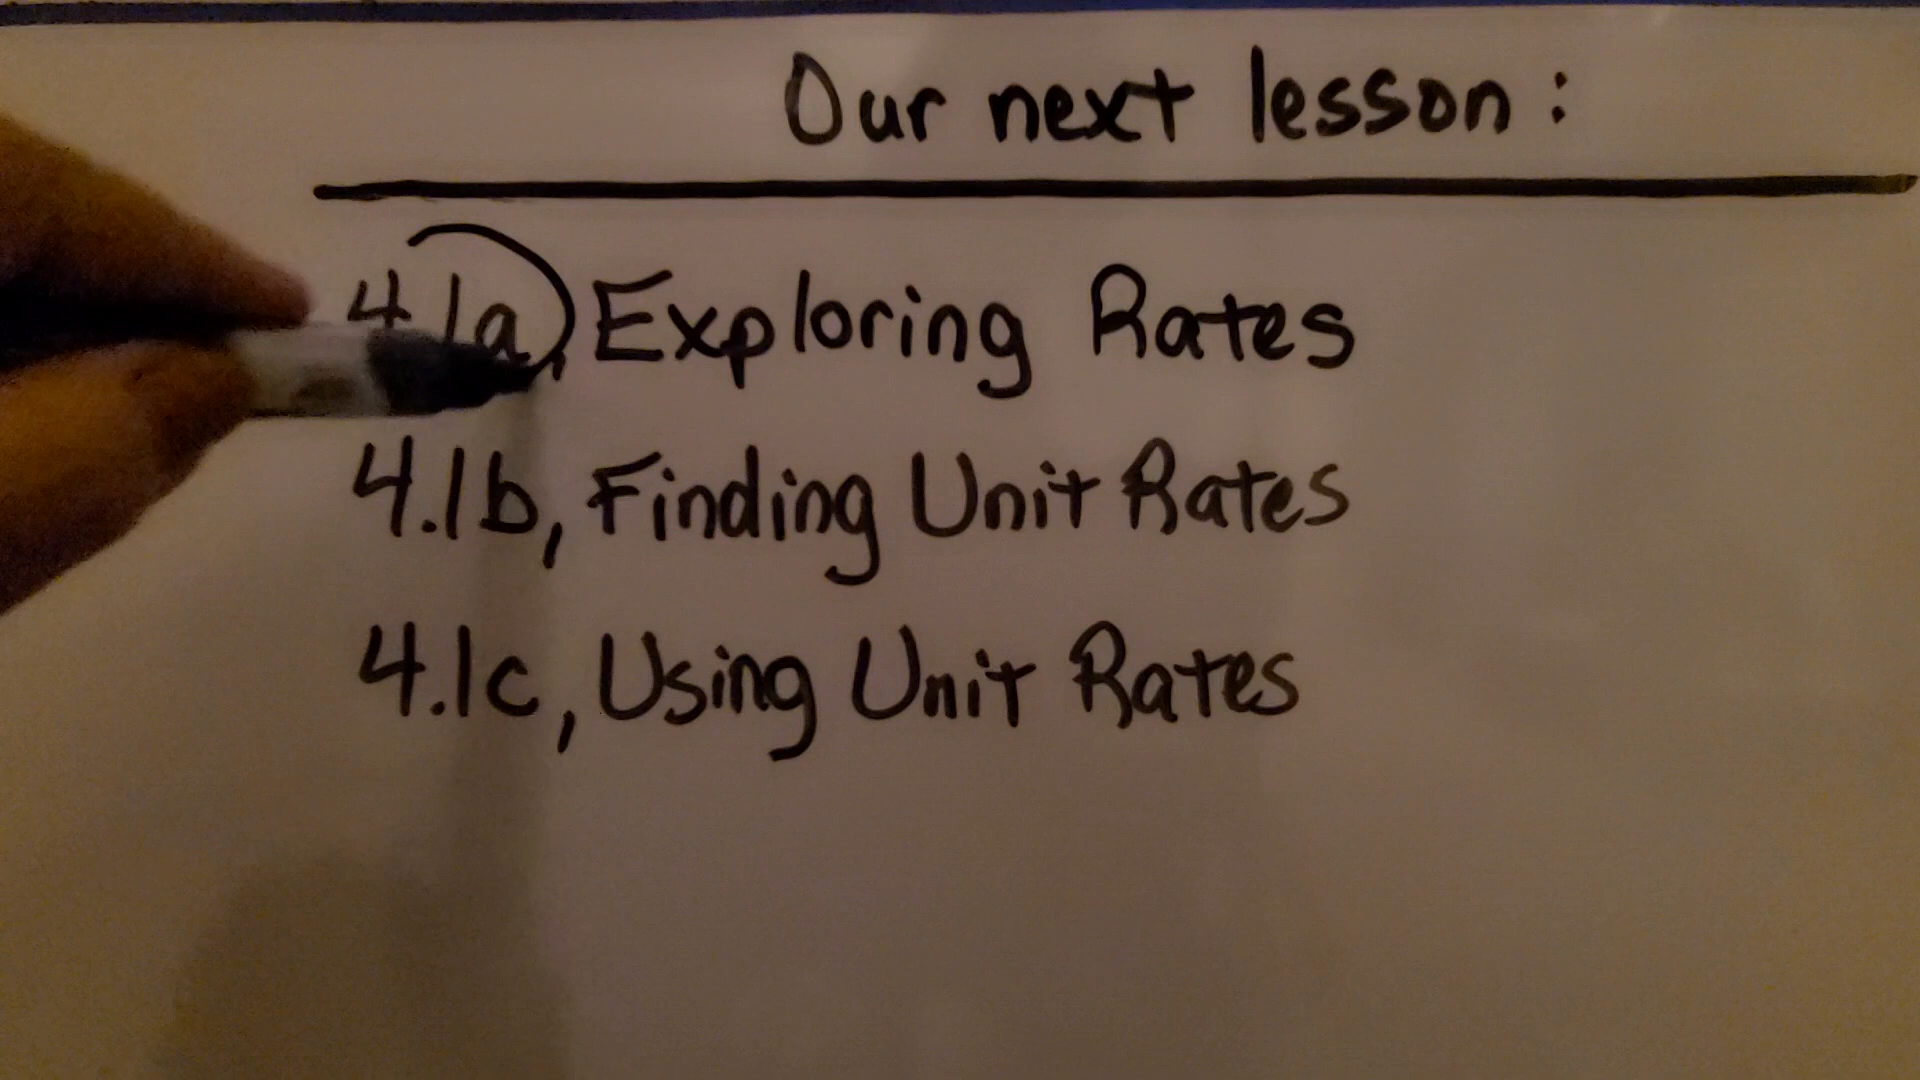 Our next lesson:
4.1a, Exploring Rates
4.1b, Finding Unit Rates
4.1c, Using Unit Rates